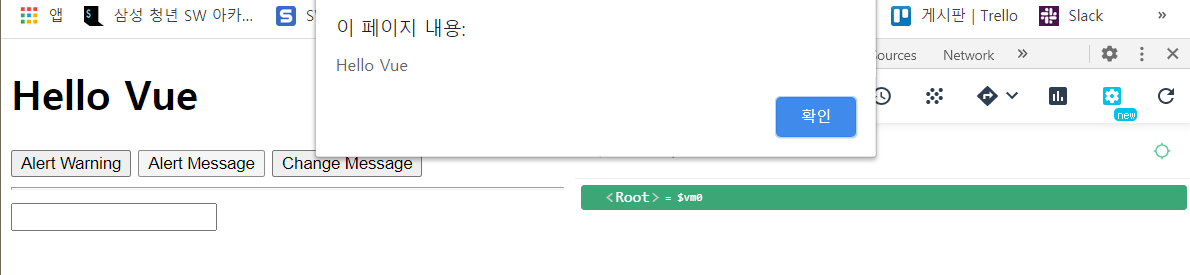 앱
삼성 청년 SW 아카...
게시판 | Trello
Slack
»
이 페이지 내용:
Hello Vue
확인
Network
»
new
Hello Vue
Alert Warning
Alert Message
Change Message
<Root> = $vm0